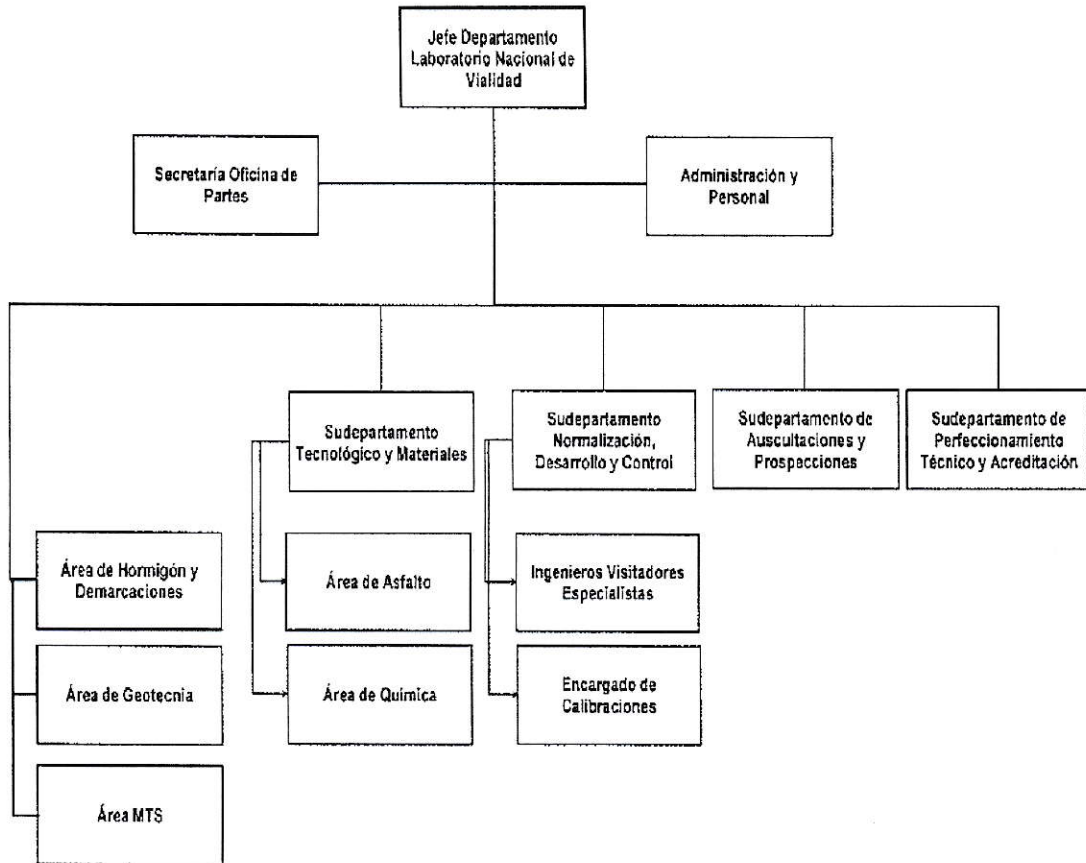 Jefe Departamento
Laboratorio Nacional de
Vialidad
Secretaría Oficina de
Partes
Administración y
Personal
Sudepartamento
Tecnológico y Materiales
Sudepartamento
Normalización,
Desarrollo y Control
Sudepartamento de
Auscultaciones y
Prospecciones
Sudepartamento de
Perfeccionamiento
Técnico y Acreditación
Área de Hormigón y
Demarcaciones
Área de Asfalto
Ingenieros Visitadores
Especialistas
Área de Geotecnia
Área de Química
Encargado de
Calibraciones
Área MTS